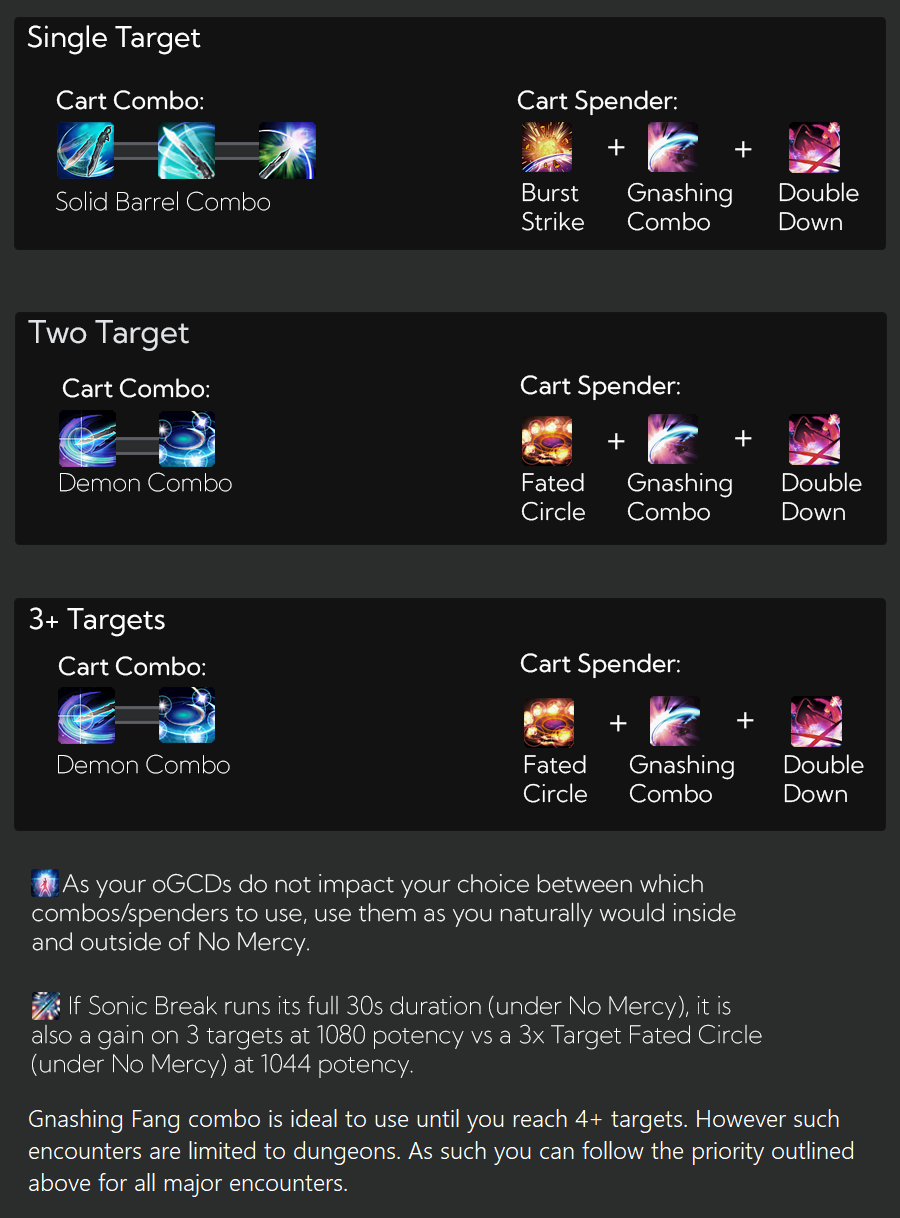 Single Target
Cart Combo:
Solid Barrel Combo
Cart Spender:
+
+
Burst
Strike
Gnashing
Combo
Double
Down
Two Target
Cart Combo:
Demon Combo
Cart Spender:
+
+
Fated
Circle
Gnashing
Combo
Double
Down
3+ Targets
Cart Combo:
Demon Combo
Cart Spender:
+
+
Fated
Circle
Gnashing
Combo
Double
Down
As your oGCDs do not impact your choice between which
combos/spenders to use, use them as you naturally would inside
and outside of No Mercy.
If Sonic Break runs its full 30s duration (under No Mercy), it is
also a gain on 3 targets at 1080 potency vs a 3x Target Fated Circle
(under No Mercy) at 1044 potency.
Gnashing Fang combo is ideal to use until you reach 4+ targets. However such
encounters are limited to dungeons. As such you can follow the priority outlined
above for all major encounters.